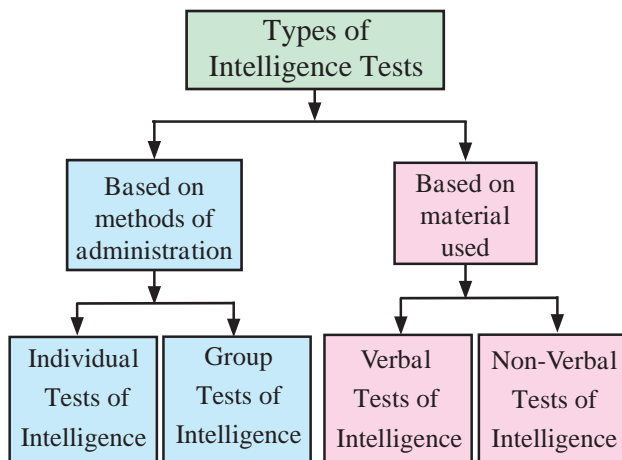 Types of
Intelligence Tests
Based on
methods of
administration
Based on
material
used
Individual
Tests of
Intelligence
Group
Tests of
Intelligence
Verbal
Tests of
Intelligence
Non-Verbal
Tests of
Intelligence